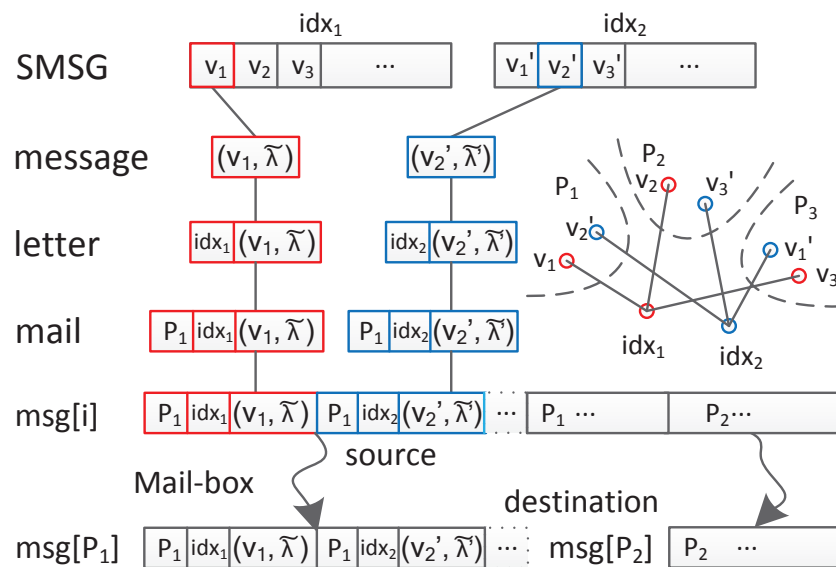 idx₁ idx₂
SMSG v₁ v₂ v₃ ... v₁' v₂' v₃' ...
message (v₁, λ̃) (v₂', λ̃')
P₁ P₂ P₃
v₂ v₃'
v₂' v₁'
v₁ v₃
idx₁ idx₂
letter idx₁ (v₁, λ̃) idx₂ (v₂', λ̃')
mail P₁ idx₁ (v₁, λ̃) P₁ idx₂ (v₂', λ̃')
msg[i] P₁ idx₁ (v₁, λ̃) P₁ idx₂ (v₂', λ̃') ... P₁ ... P₂...
Mail-box source destination
msg[P₁] P₁ idx₁ (v₁, λ̃) P₁ idx₂ (v₂', λ̃') ... msg[P₂] P₂ ...